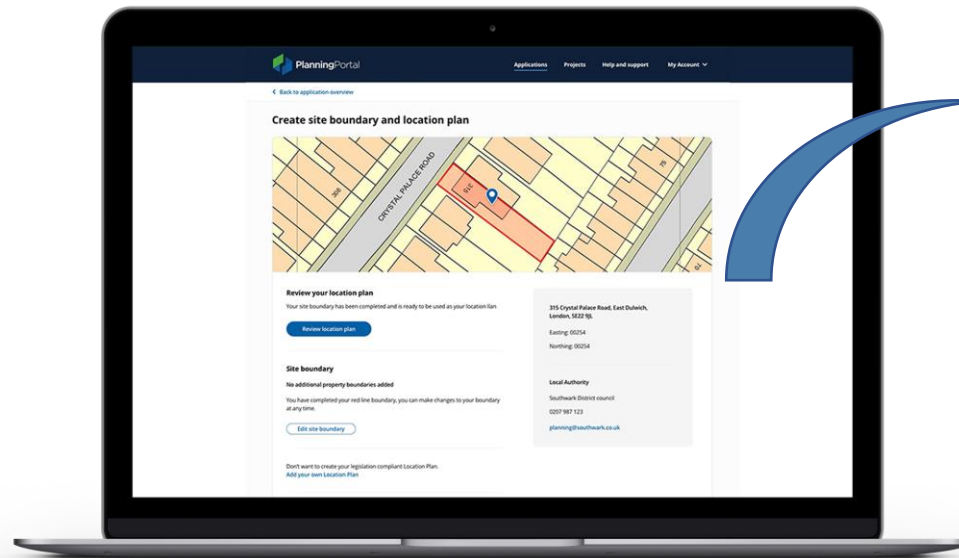 PlanningPortal
Applications Projects Help and support My Account
Back to application overview
Create site boundary and location plan
308
CRYSTAL PALACE ROAD
315
75
Review your location plan
Your site boundary has been completed and is ready to be used as your location llan
Review location plan
Site boundary
No additional property boundaries added
You have completed your red line boundary, you can make changes to your boundary
at any time.
Edit site boundary
Don't want to create your legislation compliant Location Plan.
Add your own Location Plan
315 Crystal Palace Road, East Dulwich,
London, SE22 9JL
Easting: 00254
Northing: 00254
Local Authority
Southwark District council
0207 987 123
planning@southwark.co.uk